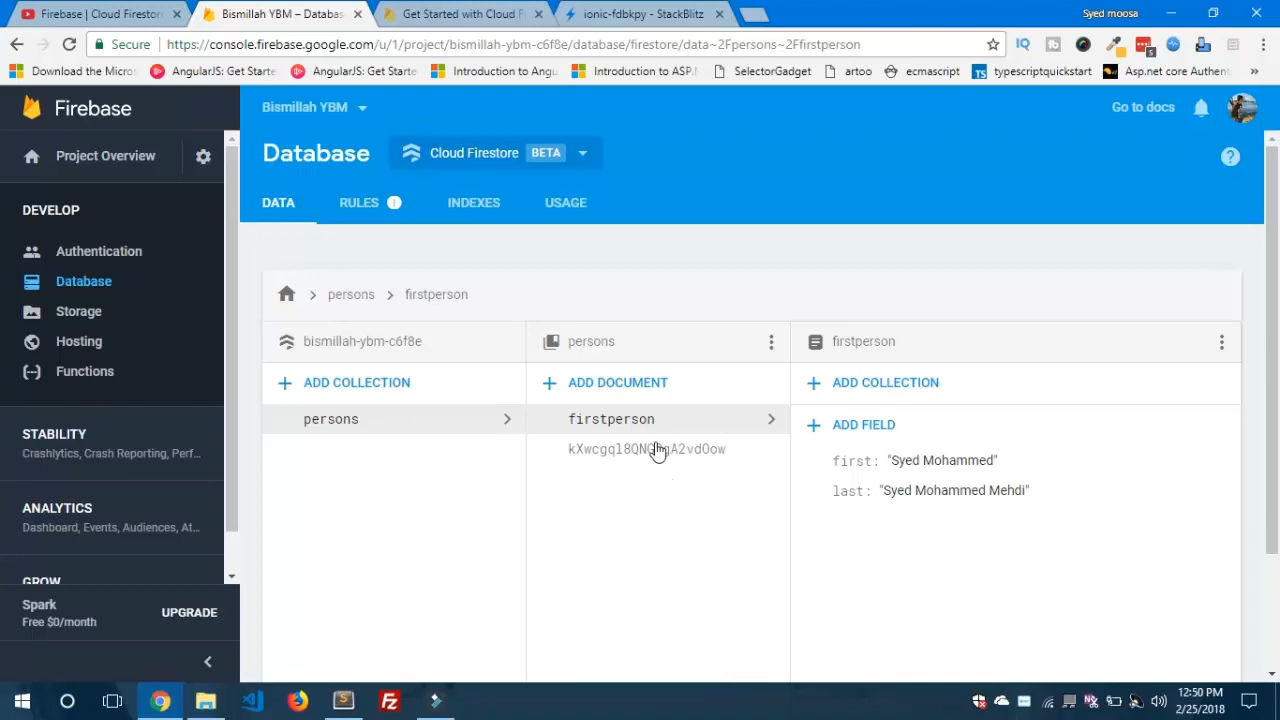 Firebase | Cloud Firestor
Bismillah YBM – Databas
Get Started with Cloud F
ionic-fdbkpy - StackBlitz
Syed moosa
Secure
https://console.firebase.google.com/u/1/project/bismillah-ybm-c6f8e/database/firestore/data~2Fpersons~2Ffirstperson
Download the Micros
AngularJS: Get Starte
AngularJS: Get Starte
Introduction to Angu
Introduction to ASP.
SelectorGadget
artoo
ecmascript
typescriptquickstart
Asp.net core Authent
Firebase
Bismillah YBM
Go to docs
Project Overview
Database
Cloud Firestore
BETA
DATA
RULES
INDEXES
USAGE
DEVELOP
Authentication
Database
Storage
Hosting
Functions
STABILITY
Crashlytics, Crash Reporting, Perf...
ANALYTICS
Dashboard, Events, Audiences, At...
GROW
Spark
Free $0/month
UPGRADE
persons
firstperson
bismillah-ybm-c6f8e
persons
firstperson
ADD COLLECTION
ADD DOCUMENT
ADD COLLECTION
persons
firstperson
ADD FIELD
first: "Syed Mohammed"
last: "Syed Mohammed Mehdi"
12:50 PM
2/25/2018